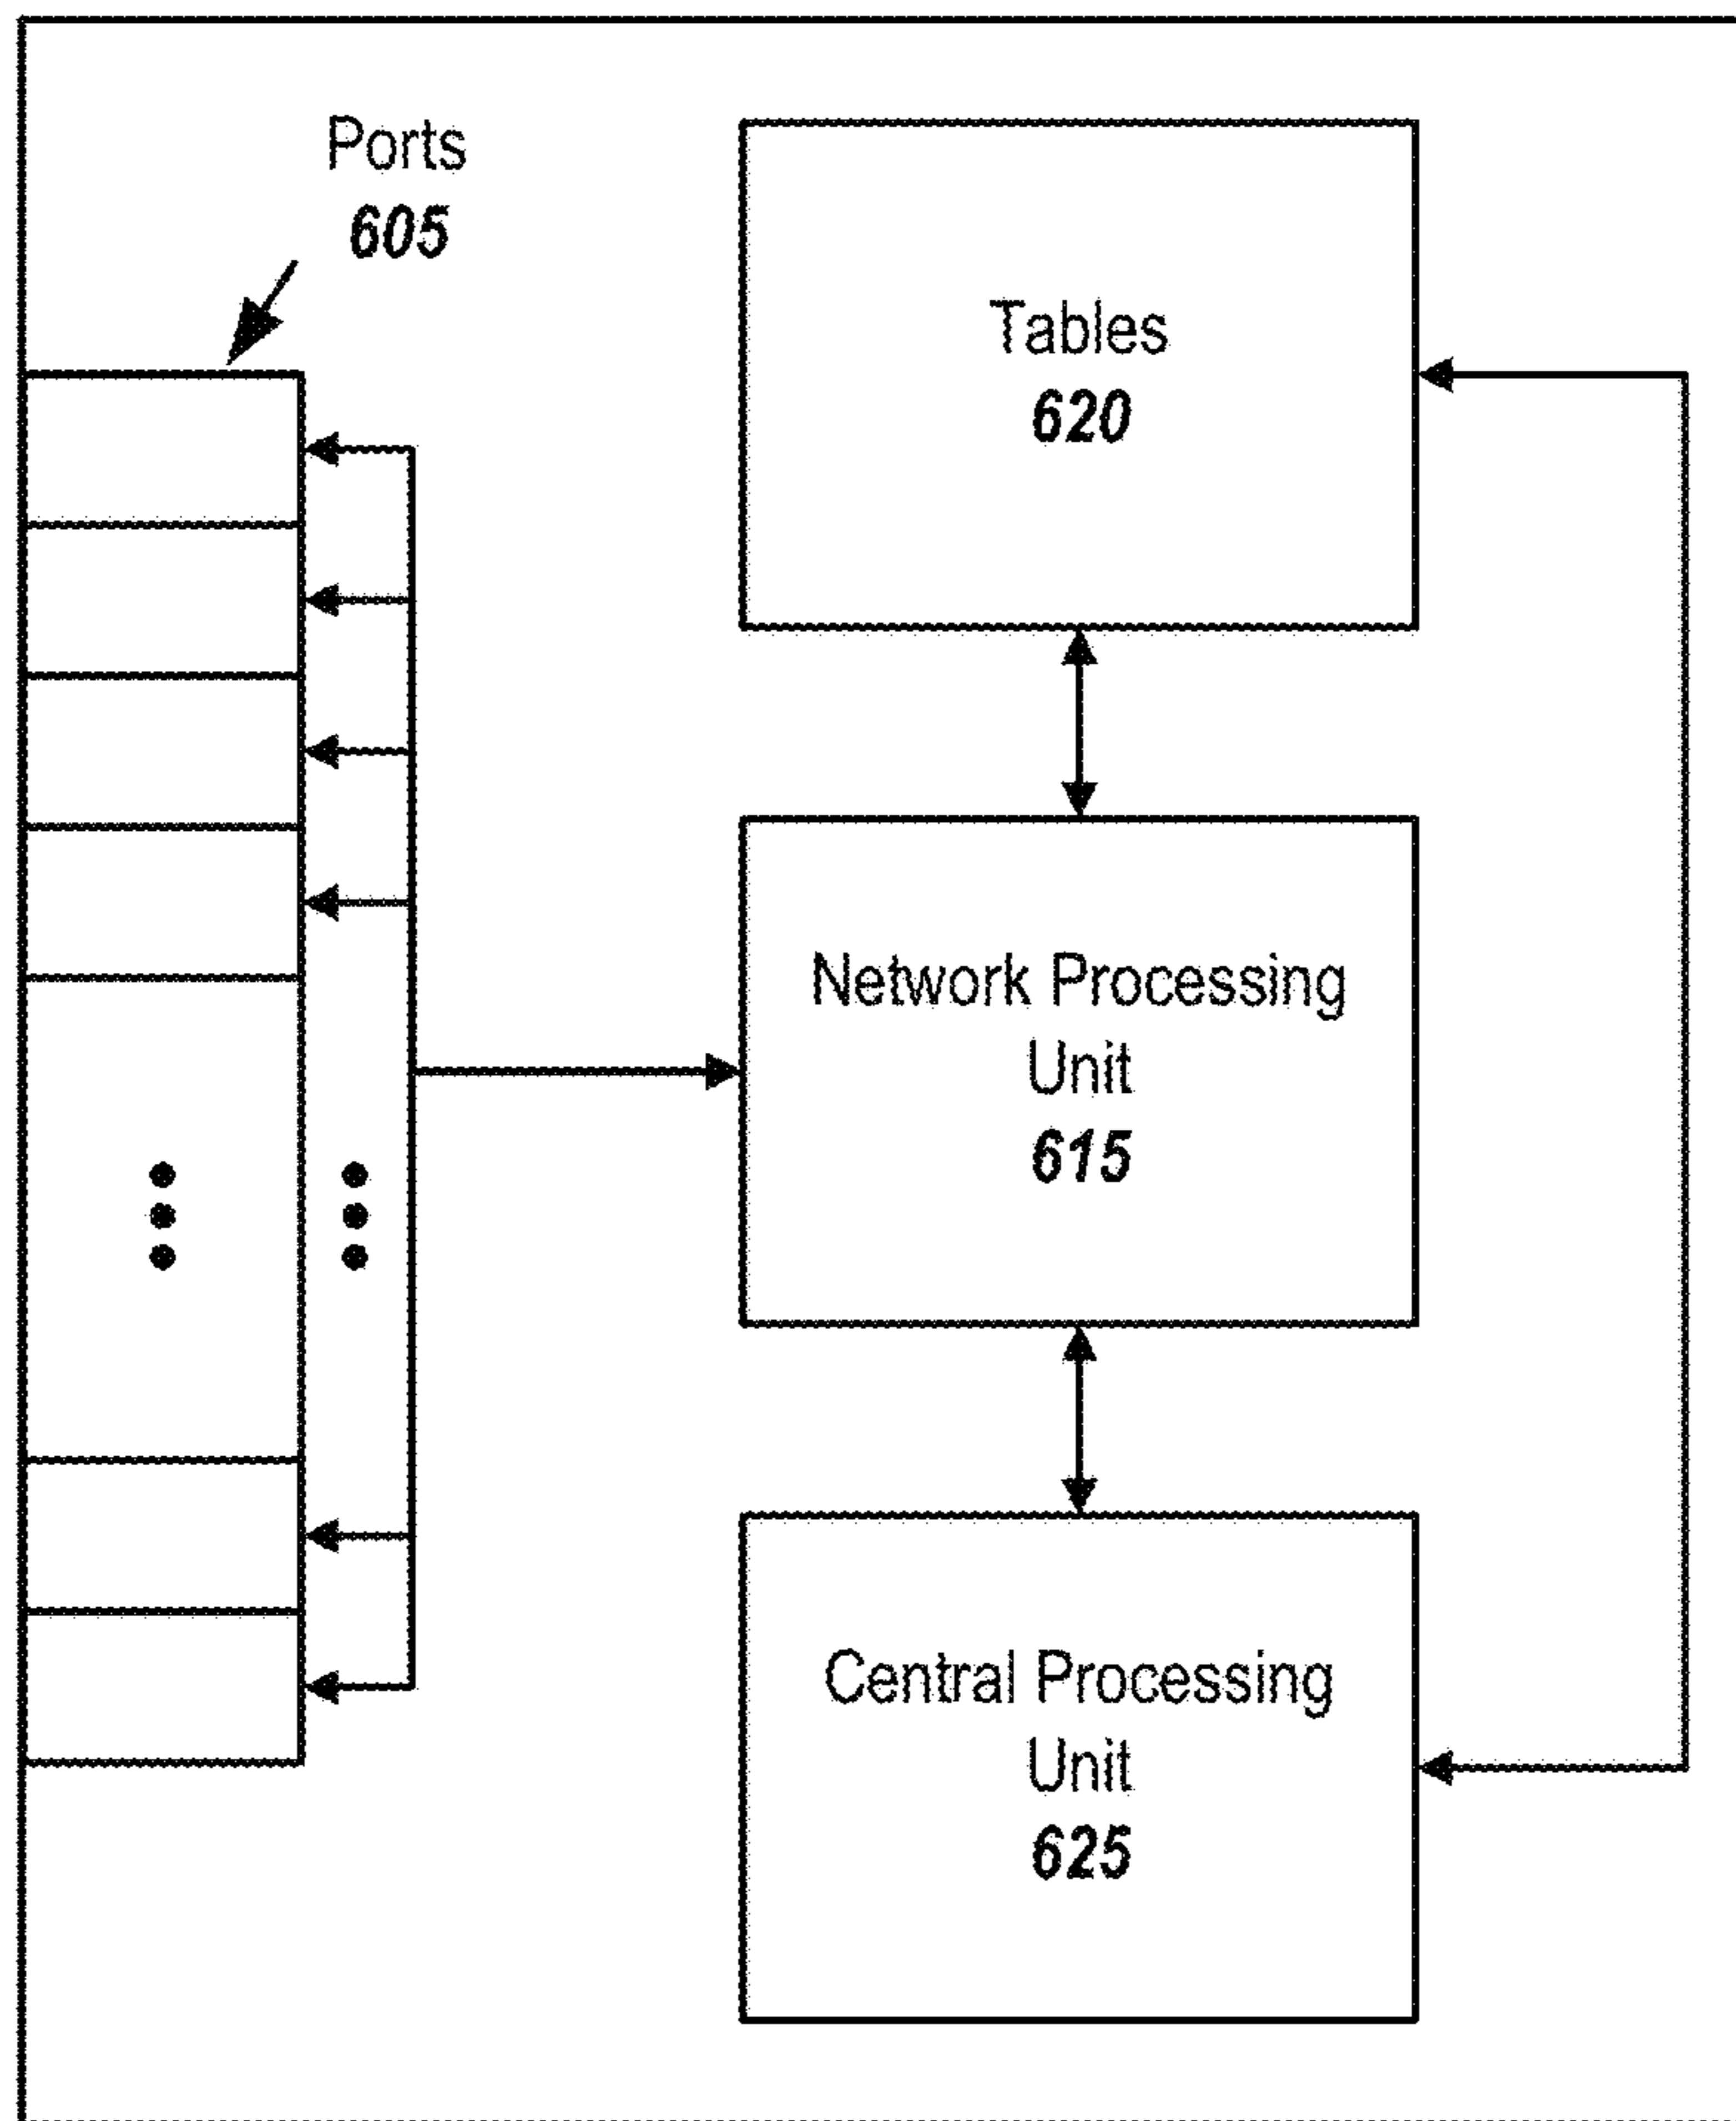 Ports
605
Tables
620
Network Processing
Unit
615
Central Processing
Unit
625